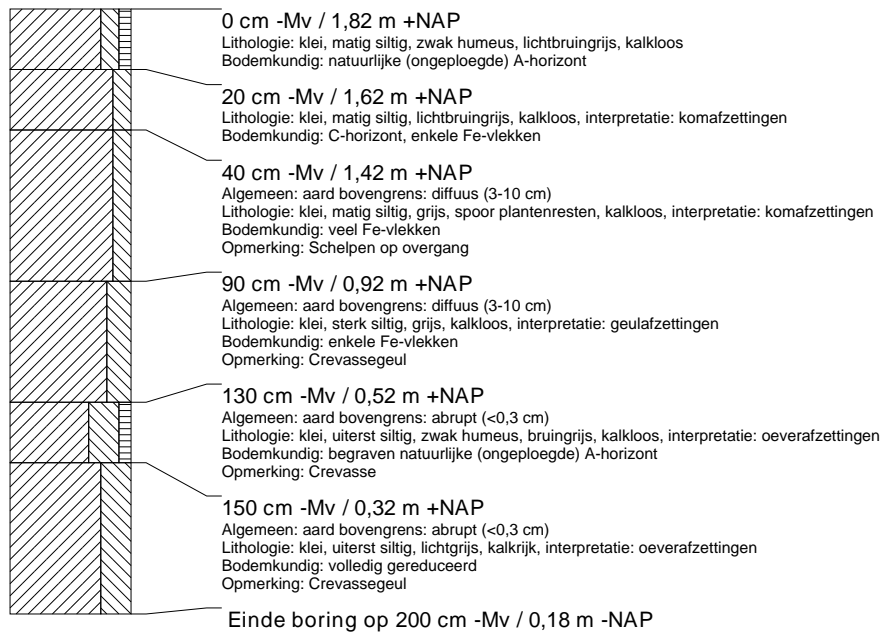 0 cm -Mv / 1,82 m +NAP
Lithologie: klei, matig siltig, zwak humeus, lichtbruingrijs, kalkloos
Bodemkundig: natuurlijke (ongeploegde) A-horizont
20 cm -Mv / 1,62 m +NAP
Lithologie: klei, matig siltig, lichtbruingrijs, kalkloos, interpretatie: komafzettingen
Bodemkundig: C-horizont, enkele Fe-vlekken
40 cm -Mv / 1,42 m +NAP
Algemeen: aard bovengrens: diffuus (3-10 cm)
Lithologie: klei, matig siltig, grijs, spoor plantenresten, kalkloos, interpretatie: komafzettingen
Bodemkundig: veel Fe-vlekken
Opmerking: Schelpen op overgang
90 cm -Mv / 0,92 m +NAP
Algemeen: aard bovengrens: diffuus (3-10 cm)
Lithologie: klei, sterk siltig, grijs, kalkloos, interpretatie: geulafzettingen
Bodemkundig: enkele Fe-vlekken
Opmerking: Crevassegeul
130 cm -Mv / 0,52 m +NAP
Algemeen: aard bovengrens: abrupt (<0,3 cm)
Lithologie: klei, uiterst siltig, zwak humeus, bruingrijs, kalkloos, interpretatie: oeverafzettingen
Bodemkundig: begraven natuurlijke (ongeploegde) A-horizont
Opmerking: Crevasse
150 cm -Mv / 0,32 m +NAP
Algemeen: aard bovengrens: abrupt (<0,3 cm)
Lithologie: klei, uiterst siltig, lichtgrijs, kalkrijk, interpretatie: oeverafzettingen
Bodemkundig: volledig gereduceerd
Opmerking: Crevassegeul
Einde boring op 200 cm -Mv / 0,18 m -NAP